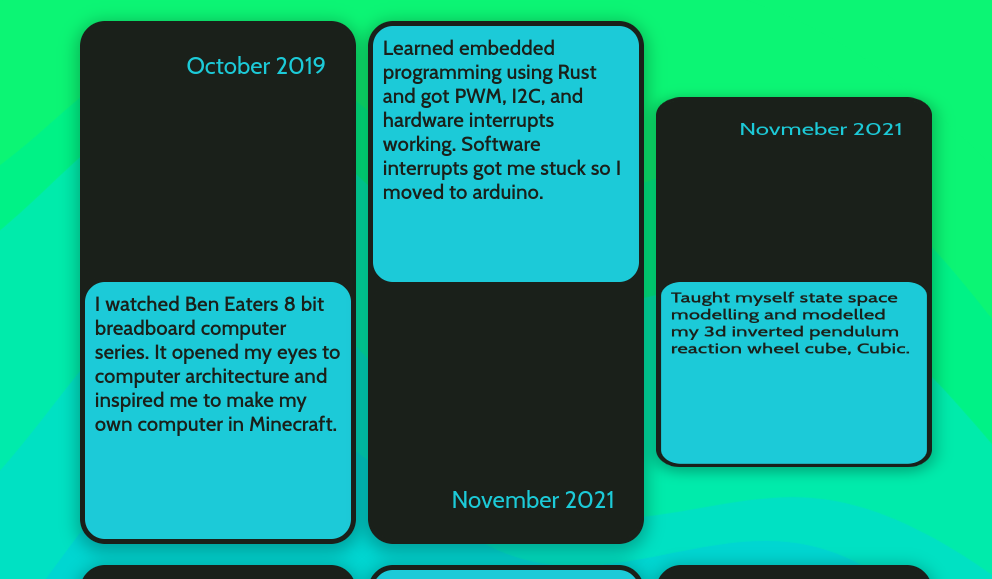 October 2019
I watched Ben Eaters 8 bit
breadboard computer
series. It opened my eyes to
computer architecture and
inspired me to make my
own computer in Minecraft.
Learned embedded
programming using Rust
and got PWM, I2C, and
hardware interrupts
working. Software
interrupts got me stuck so I
moved to arduino.
November 2021
Novmeber 2021
Taught myself state space
modelling and modelled
my 3d inverted pendulum
reaction wheel cube, Cubic.